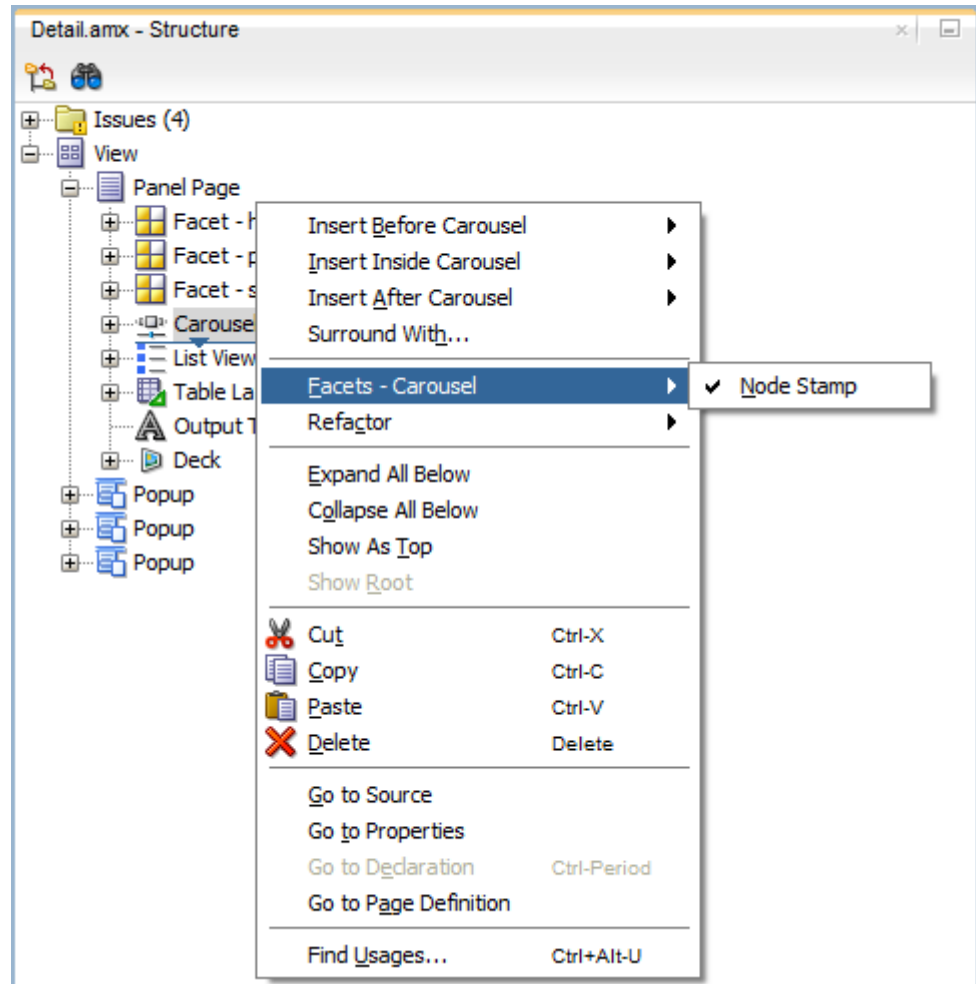 Detail.amx - Structure
Issues (4)
View
Panel Page
Facet - h
Facet - p
Facet - s
Carousel
List View
Table La
Output T
Deck
Popup
Popup
Popup
Insert Before Carousel
Insert Inside Carousel
Insert After Carousel
Surround With...
Facets - Carousel
Node Stamp
Refactor
Expand All Below
Collapse All Below
Show As Top
Show Root
Cut Ctrl-X
Copy Ctrl-C
Paste Ctrl-V
Delete Delete
Go to Source
Go to Properties
Go to Declaration Ctrl-Period
Go to Page Definition
Find Usages... Ctrl+Alt-U